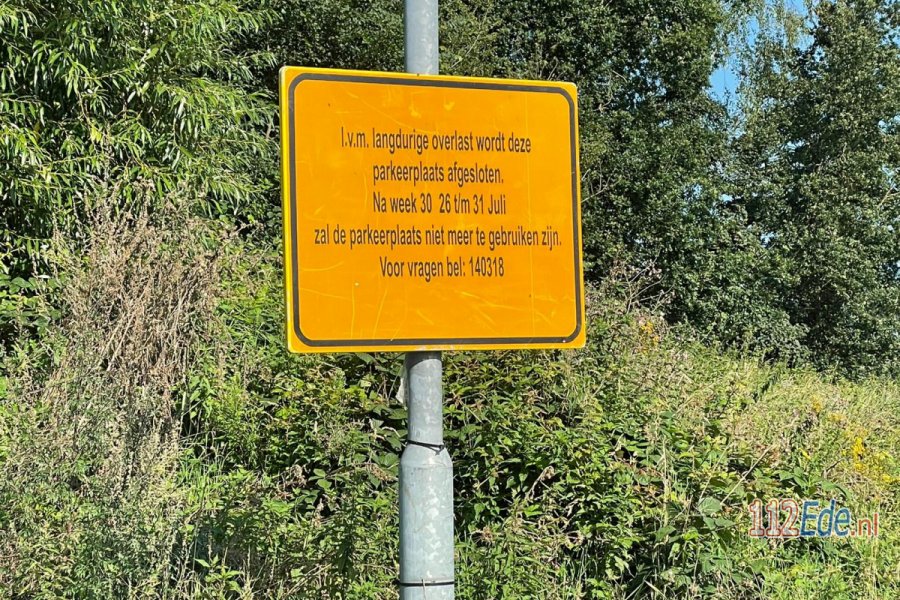 I.v.m. langdurige overlast wordt deze
parkeerplaats afgesloten.
Na week 30 26 t/m 31 Juli
zal de parkeerplaats niet meer te gebruiken zijn.
Voor vragen bel: 140318
112Ede.nl